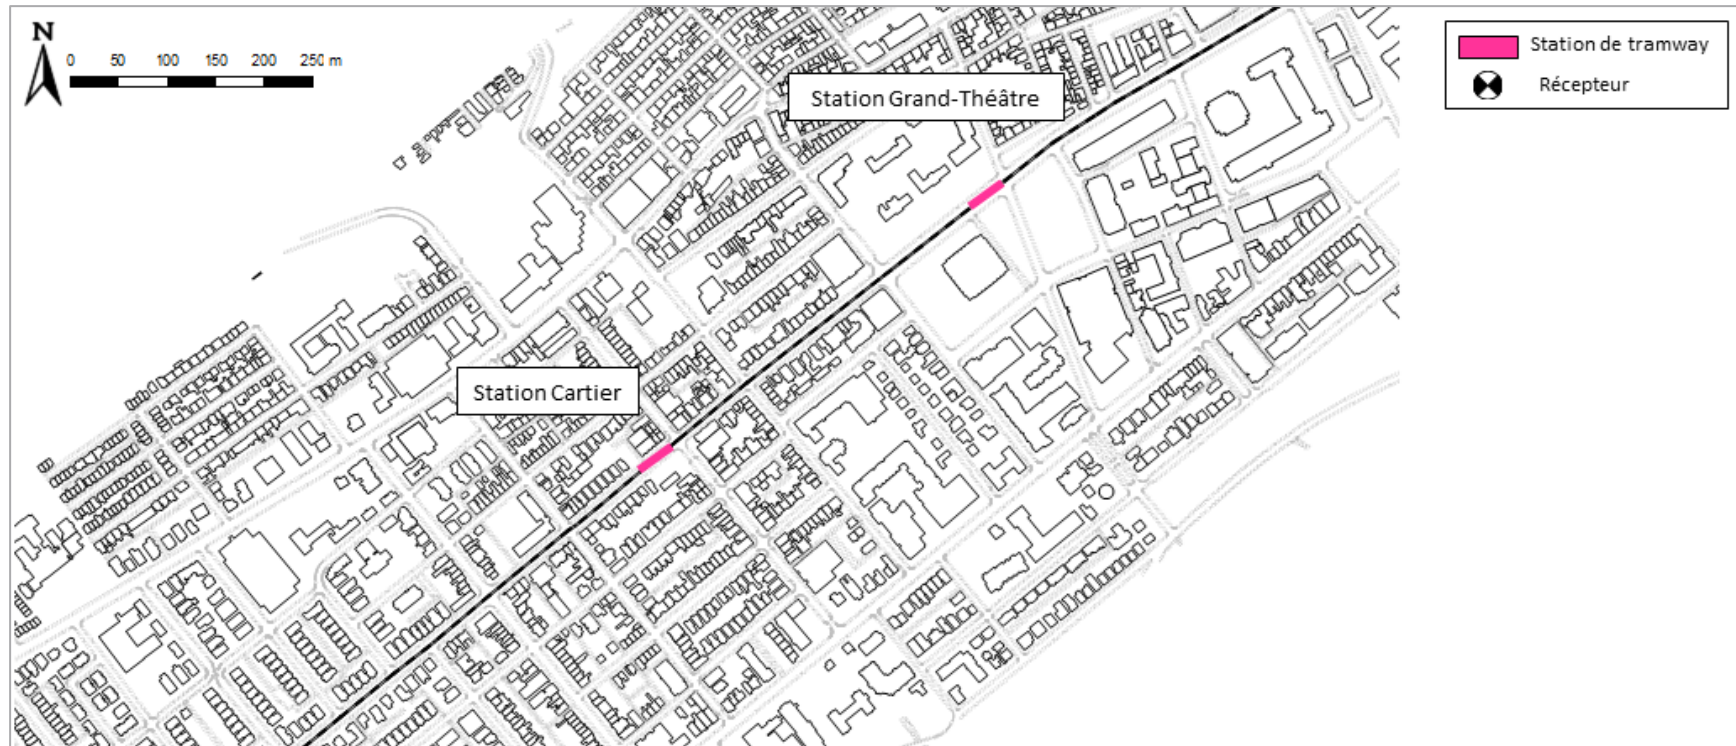 N
0 50 100 150 200 250 m
Station Grand-Théâtre
Station Cartier
Station de tramway
Récepteur